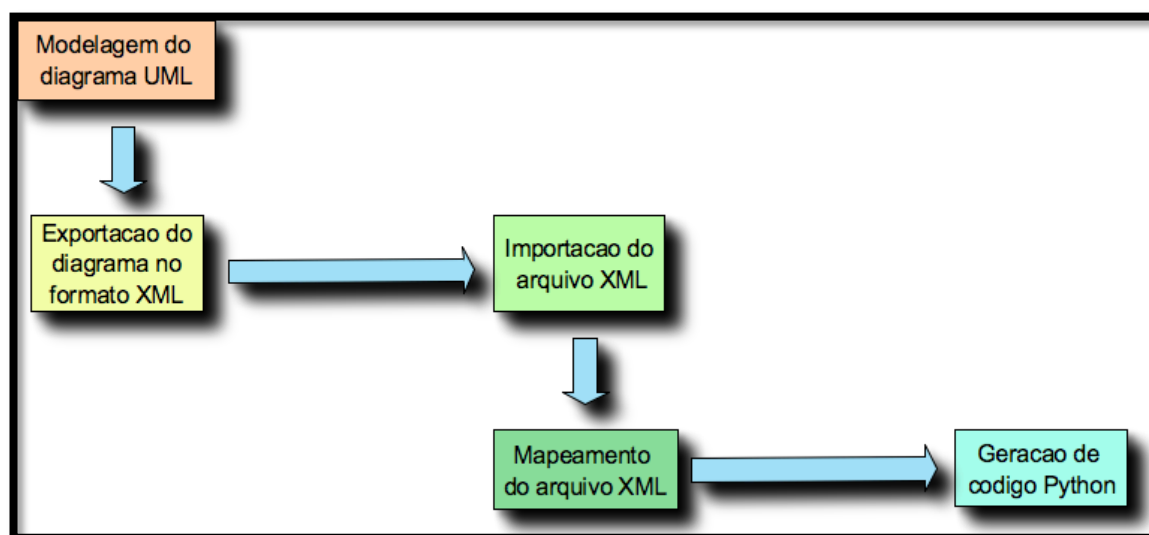 Modelagem do
diagrama UML
Exportacao do
diagrama no
formato XML
Importacao do
arquivo XML
Mapeamento
do arquivo XML
Geracao de
codigo Python